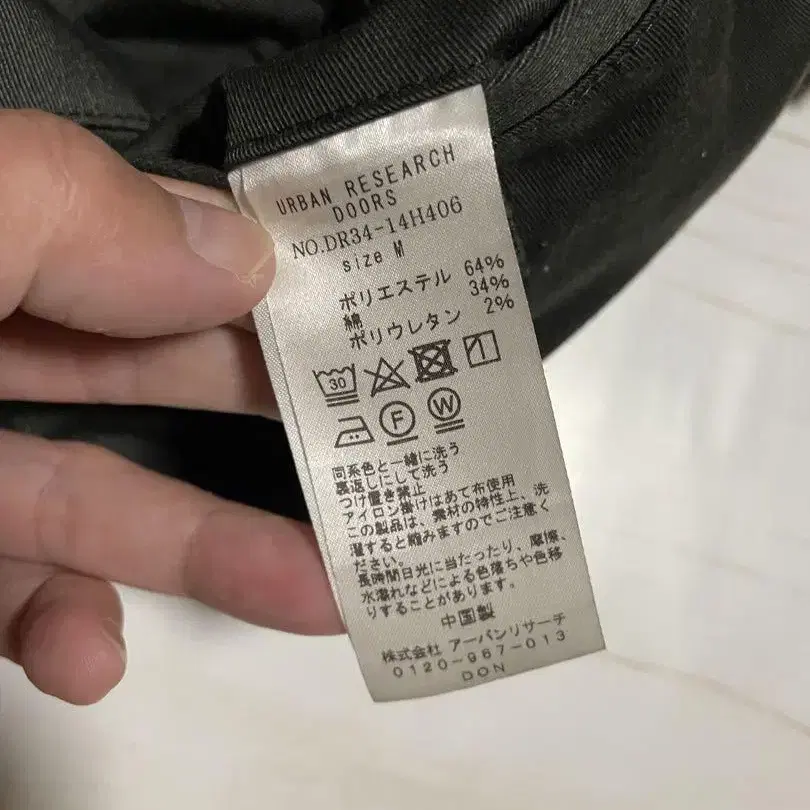 URBAN RESEARCH
DOORS
NO.DR34-14H406
size M
ポリエステル 64%
綿 34%
ポリウレタン 2%
30
F W
同系色と一緒に洗う
裏返しにして洗う
つけ置き禁止
アイロン掛けはあて布使用
この製品は、素材の特性上、洗
濯すると縮みますのでご注意く
ださい。
長時間日光に当たったり、摩擦、
水濡れなどによる色落ちや色移
りすることがあります。
中国製
株式会社 アーバンリサーチ
0120-967-013
DON